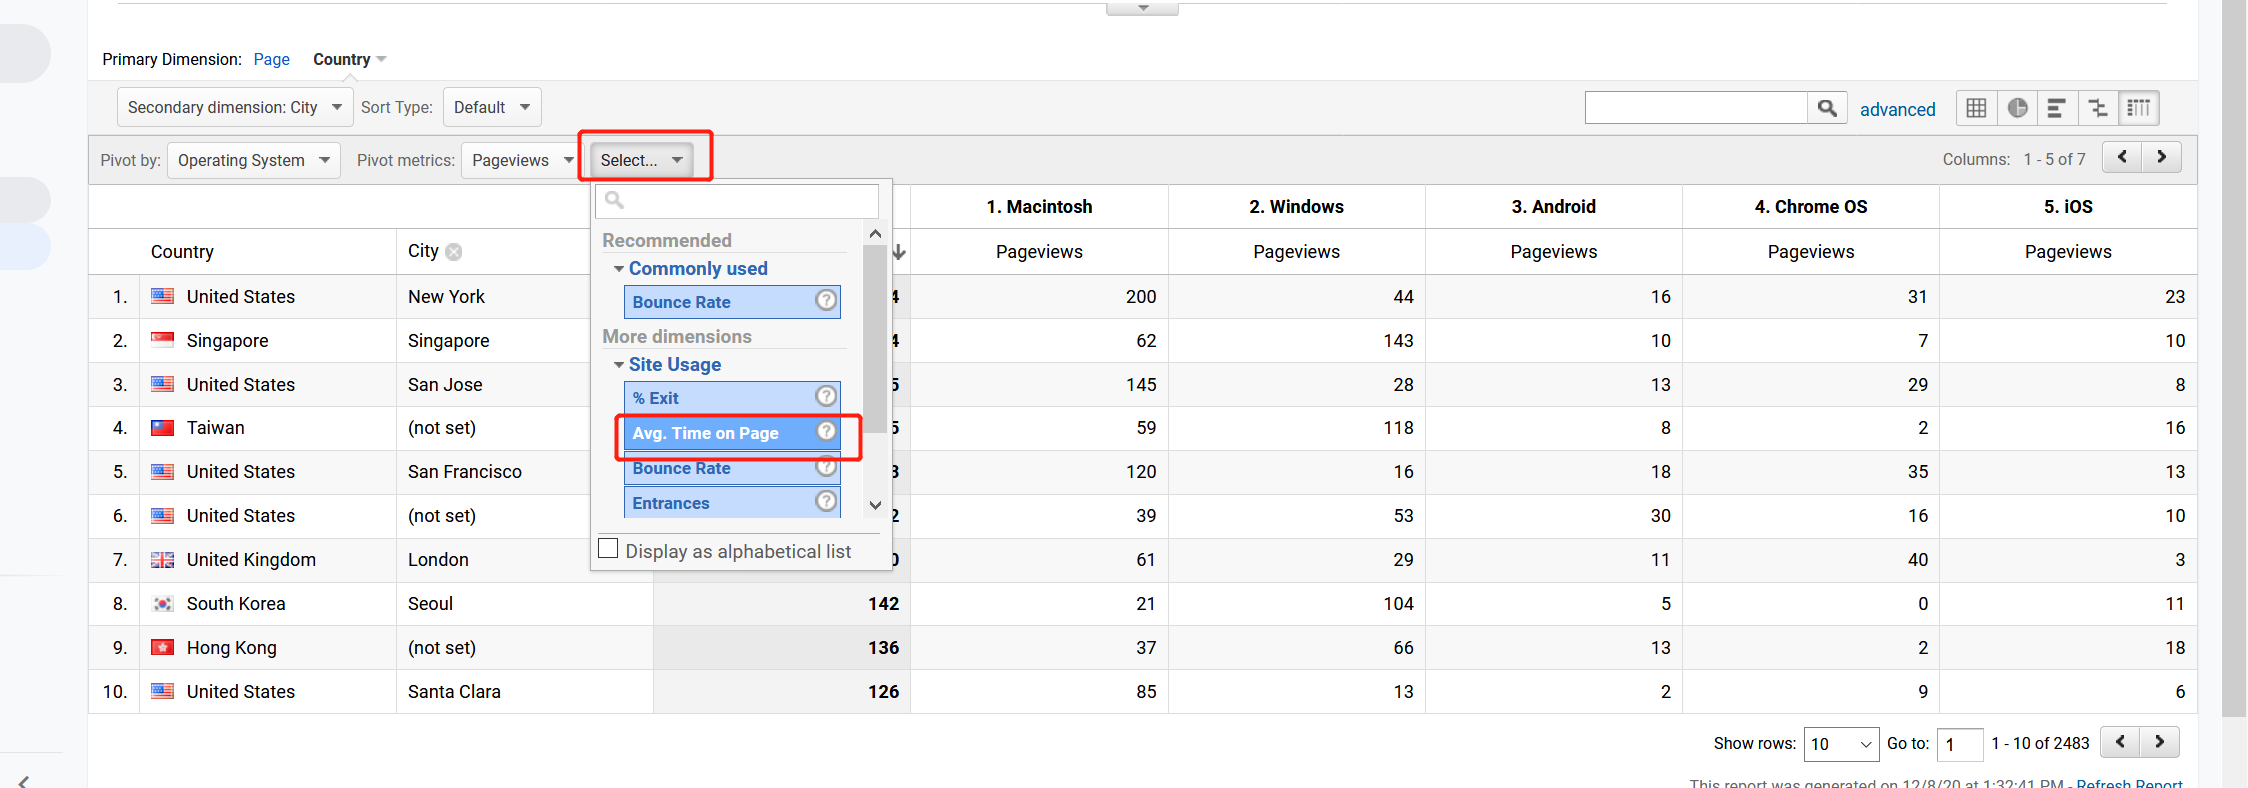 Primary Dimension: Page Country
Secondary dimension: City Sort Type: Default advanced
Pivot by: Operating System Pivot metrics: Pageviews Select... Columns: 1 - 5 of 7
1. Macintosh 2. Windows 3. Android 4. Chrome OS 5. iOS
Country City Pageviews Pageviews Pageviews Pageviews Pageviews
Recommended
Commonly used
Bounce Rate
More dimensions
Site Usage
% Exit
Avg. Time on Page
Bounce Rate
Entrances
Display as alphabetical list
1. United States New York 4 200 44 16 31 23
2. Singapore Singapore 4 62 143 10 7 10
3. United States San Jose 5 145 28 13 29 8
4. Taiwan (not set) 5 59 118 8 2 16
5. United States San Francisco 3 120 16 18 35 13
6. United States (not set) 2 39 53 30 16 10
7. United Kingdom London 0 61 29 11 40 3
8. South Korea Seoul 142 21 104 5 0 11
9. Hong Kong (not set) 136 37 66 13 2 18
10. United States Santa Clara 126 85 13 2 9 6
Show rows: 10 Go to: 1 1 - 10 of 2483
This report was generated on 12/8/20 at 1:32:41 PM - Refresh Report